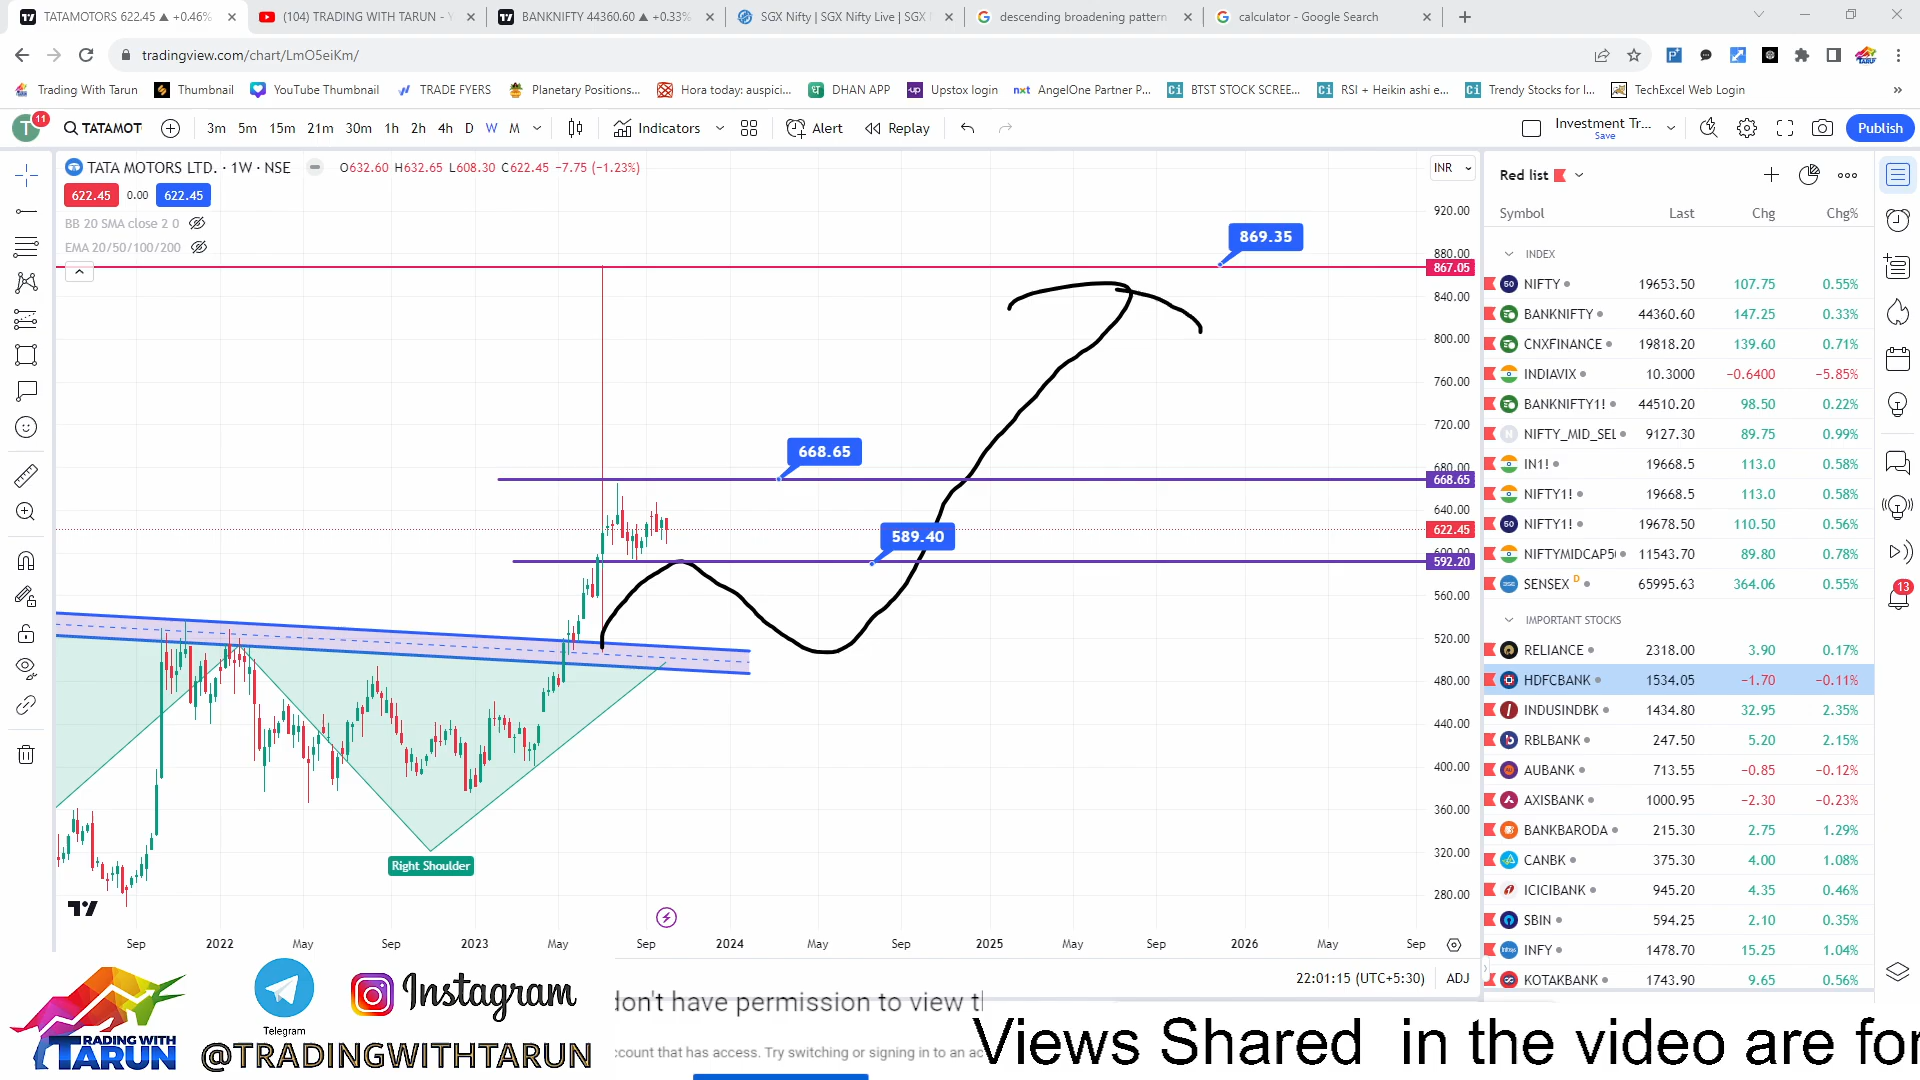 TATAMOTORS 622.45 ▲ +0.46%
(104) TRADING WITH TARUN -
BANKNIFTY 44360.60 ▲ +0.33%
SGX Nifty | SGX Nifty Live | SGX
descending broadening pattern
calculator - Google Search
tradingview.com/chart/LmO5eiKm/
Trading With Tarun
Thumbnail
YouTube Thumbnail
TRADE FYERS
Planetary Positions...
Hora today: auspici...
DHAN APP
Upstox login
AngelOne Partner P...
BTST STOCK SCREE...
RSI + Heikin ashi e...
Trendy Stocks for I...
TechExcel Web Login
»
T 11
TATAMOT
3m 5m 15m 21m 30m 1h 2h 4h D W M
Indicators
Alert
Replay
Investment Tr...
Save
Publish
TATA MOTORS LTD. · 1W · NSE
O632.60 H632.65 L608.30 C622.45 −7.75 (−1.23%)
622.45 0.00 622.45
BB 20 SMA close 2 0
EMA 20/50/100/200
INR
920.00
880.00
867.05
840.00
800.00
760.00
720.00
680.00
668.65
640.00
622.45
600.00
592.20
560.00
520.00
480.00
440.00
400.00
360.00
320.00
280.00
869.35
668.65
589.40
Right Shoulder
Sep 2022 May Sep 2023 May Sep 2024 May Sep 2025 May Sep 2026 May Sep
22:01:15 (UTC+5:30) ADJ
Red list
Symbol Last Chg Chg%
INDEX
NIFTY 19653.50 107.75 0.55%
BANKNIFTY 44360.60 147.25 0.33%
CNXFINANCE 19818.20 139.60 0.71%
INDIAVIX 10.3000 −0.6400 −5.85%
BANKNIFTY1! 44510.20 98.50 0.22%
NIFTY_MID_SEL 9127.30 89.75 0.99%
IN1! 19668.5 113.0 0.58%
NIFTY1! 19668.5 113.0 0.58%
NIFTY1! 19678.50 110.50 0.56%
NIFTYMIDCAP5 11543.70 89.80 0.78%
SENSEX D 65995.63 364.06 0.55%
IMPORTANT STOCKS
RELIANCE 2318.00 3.90 0.17%
HDFCBANK 1534.05 −1.70 −0.11%
INDUSINDBK 1434.80 32.95 2.35%
RBLBANK 247.50 5.20 2.15%
AUBANK 713.55 −0.85 −0.12%
AXISBANK 1000.95 −2.30 −0.23%
BANKBARODA 215.30 2.75 1.29%
CANBK 375.30 4.00 1.08%
ICICIBANK 945.20 4.35 0.46%
SBIN 594.25 2.10 0.35%
INFY 1478.70 15.25 1.04%
KOTAKBANK 1743.90 9.65 0.56%
13
TRADING WITH
TARUN
Telegram
Instagram
@TRADINGWITHTARUN
don't have permission to view
ccount that has access. Try switching or signing in to an
Views Shared in the video are for